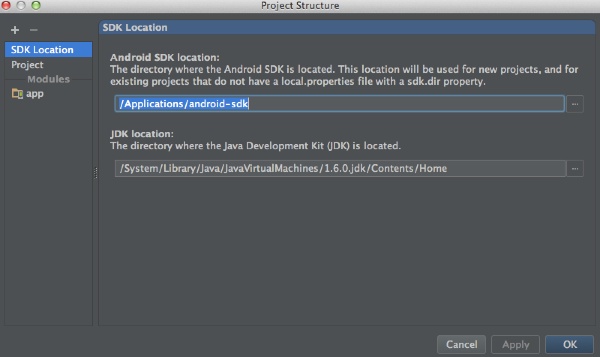 Project Structure
SDK Location
SDK Location
Project
Modules
app
Android SDK location:
The directory where the Android SDK is located. This location will be used for new projects, and for
existing projects that do not have a local.properties file with a sdk.dir property.
/Applications/android-sdk
...
JDK location:
The directory where the Java Development Kit (JDK) is located.
/System/Library/Java/JavaVirtualMachines/1.6.0.jdk/Contents/Home
...
Cancel
Apply
OK